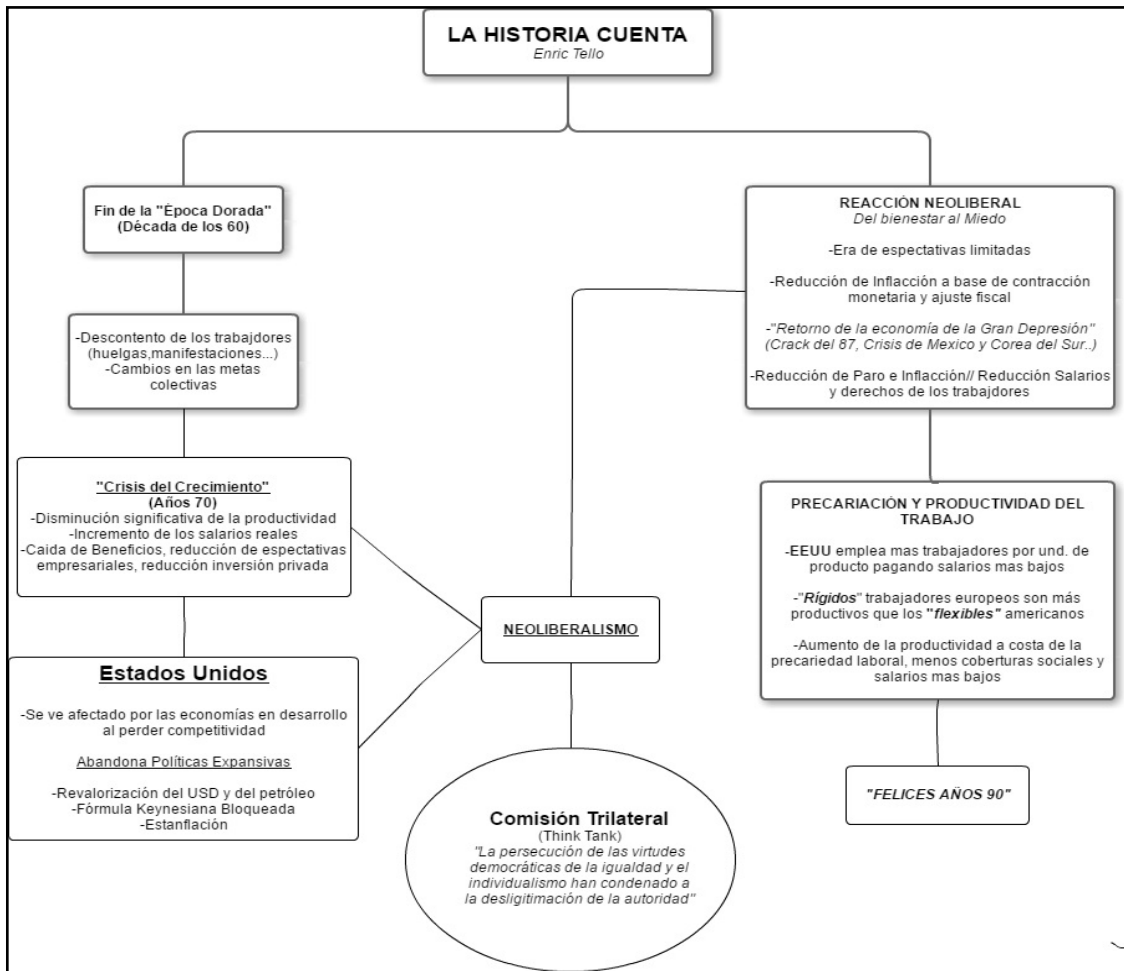 LA HISTORIA CUENTA
Enric Tello
Fin de la "Época Dorada"
(Década de los 60)
-Descontento de los trabajdores
(huelgas,manifestaciones...)
-Cambios en las metas
colectivas
"Crisis del Crecimiento"
(Años 70)
-Disminución significativa de la productividad
-Incremento de los salarios reales
-Caida de Beneficios, reducción de espectativas
empresariales, reducción inversión privada
Estados Unidos
-Se ve afectado por las economías en desarrollo
al perder competitividad
Abandona Políticas Expansivas
-Revalorización del USD y del petróleo
-Fórmula Keynesiana Bloqueada
-Estanflación
NEOLIBERALISMO
Comisión Trilateral
(Think Tank)
"La persecución de las virtudes
democráticas de la igualdad y el
individualismo han condenado a
la desligitimación de la autoridad"
REACCIÓN NEOLIBERAL
Del bienestar al Miedo
-Era de espectativas limitadas
-Reducción de Inflacción a base de contracción
monetaria y ajuste fiscal
-"Retorno de la economía de la Gran Depresión"
(Crack del 87, Crisis de Mexico y Corea del Sur..)
-Reducción de Paro e Inflacción// Reducción Salarios
y derechos de los trabajadores
PRECARIACIÓN Y PRODUCTIVIDAD DEL
TRABAJO
-EEUU emplea mas trabajadores por und. de
producto pagando salarios mas bajos
-"Rígidos" trabajadores europeos son más
productivos que los "flexibles" americanos
-Aumento de la productividad a costa de la
precariedad laboral, menos coberturas sociales y
salarios mas bajos
"FELICES AÑOS 90"